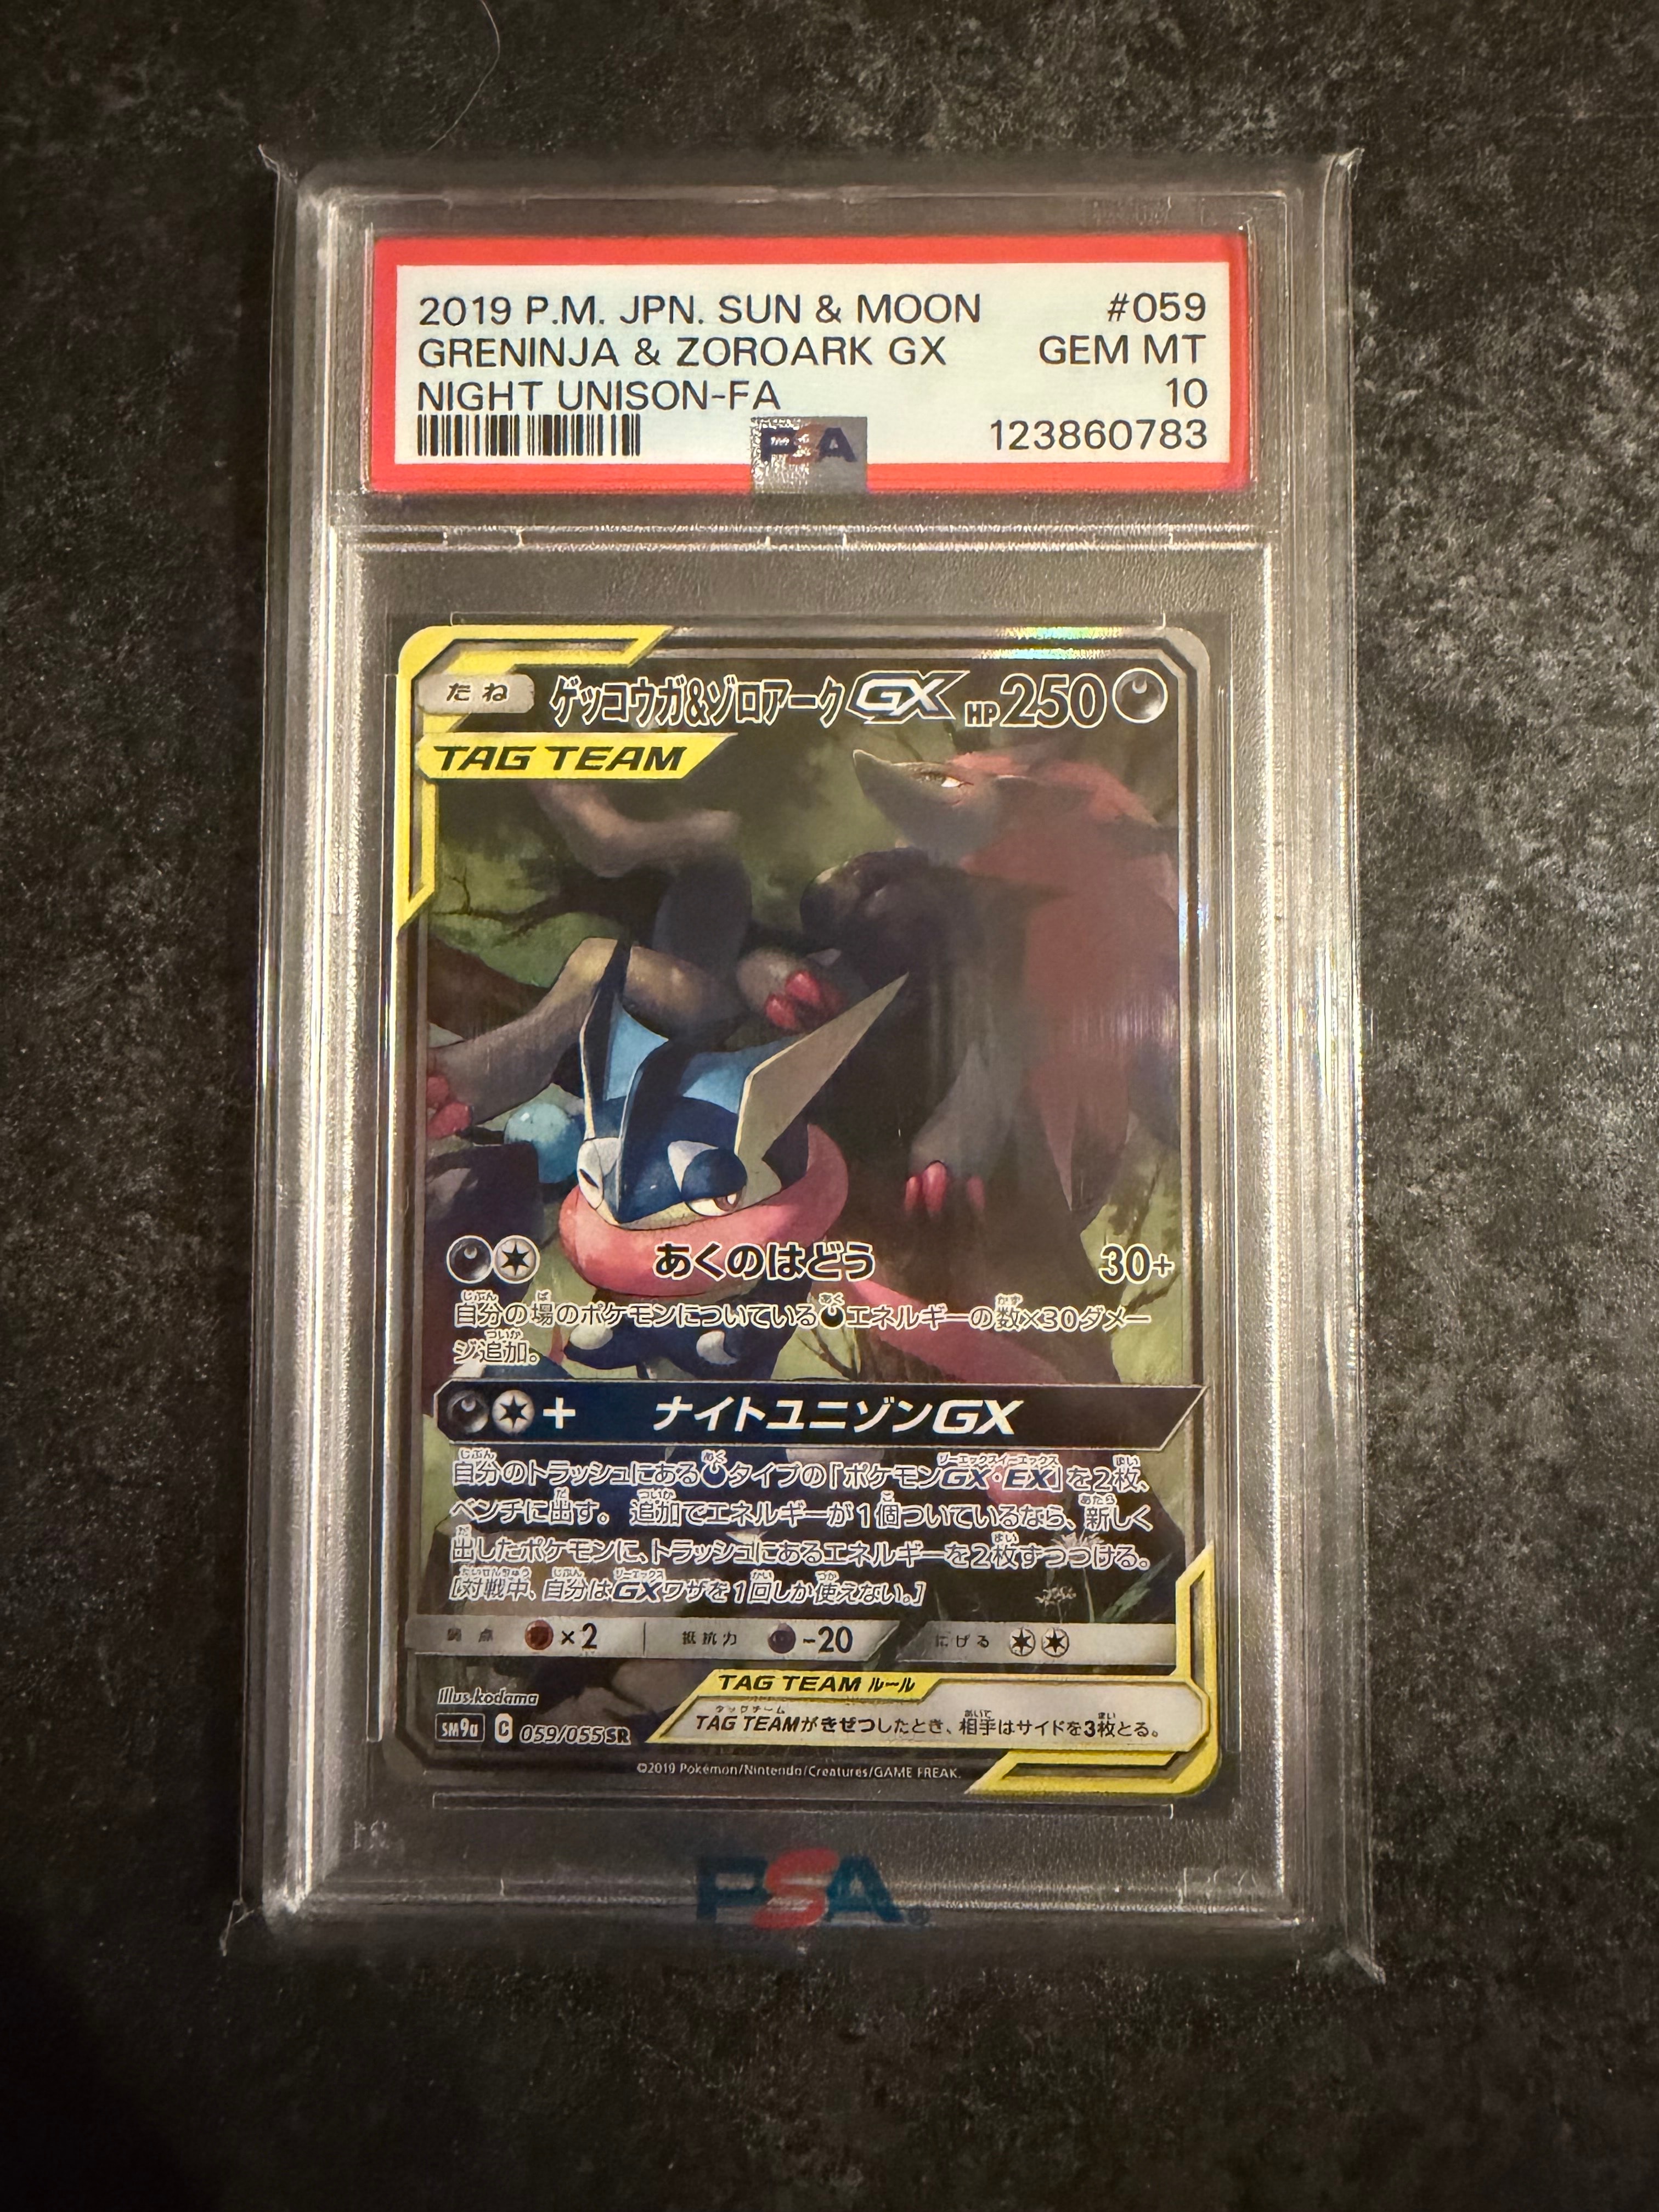 2019 P.M. JPN. SUN & MOON #059
GRENINJA & ZOROARK GX GEM MT
NIGHT UNISON-FA 10
PSA 123860783
たね ゲッコウガ&ゾロアークGX HP250
TAG TEAM
あくのはどう 30+
自分の場のポケモンについているエネルギーの数×30ダメー
ジ追加。
+ ナイトユニゾンGX
自分のトラッシュにあるタイプの「ポケモンGX・EX」を2枚、
ベンチに出す。 追加でエネルギーが1個ついているなら、新しく
出したポケモンに、トラッシュにあるエネルギーを2枚ずつつける。
[対戦中、自分はGXワザを1回しか使えない。]
弱点 ×2 抵抗力 -20 にげる
TAG TEAM ルール
TAG TEAMがきぜつしたとき、相手はサイドを3枚とる。
illus.kodama
SM9a C 059/055 SR
©2019 Pokémon/Nintendo/Creatures/GAME FREAK.
PSA